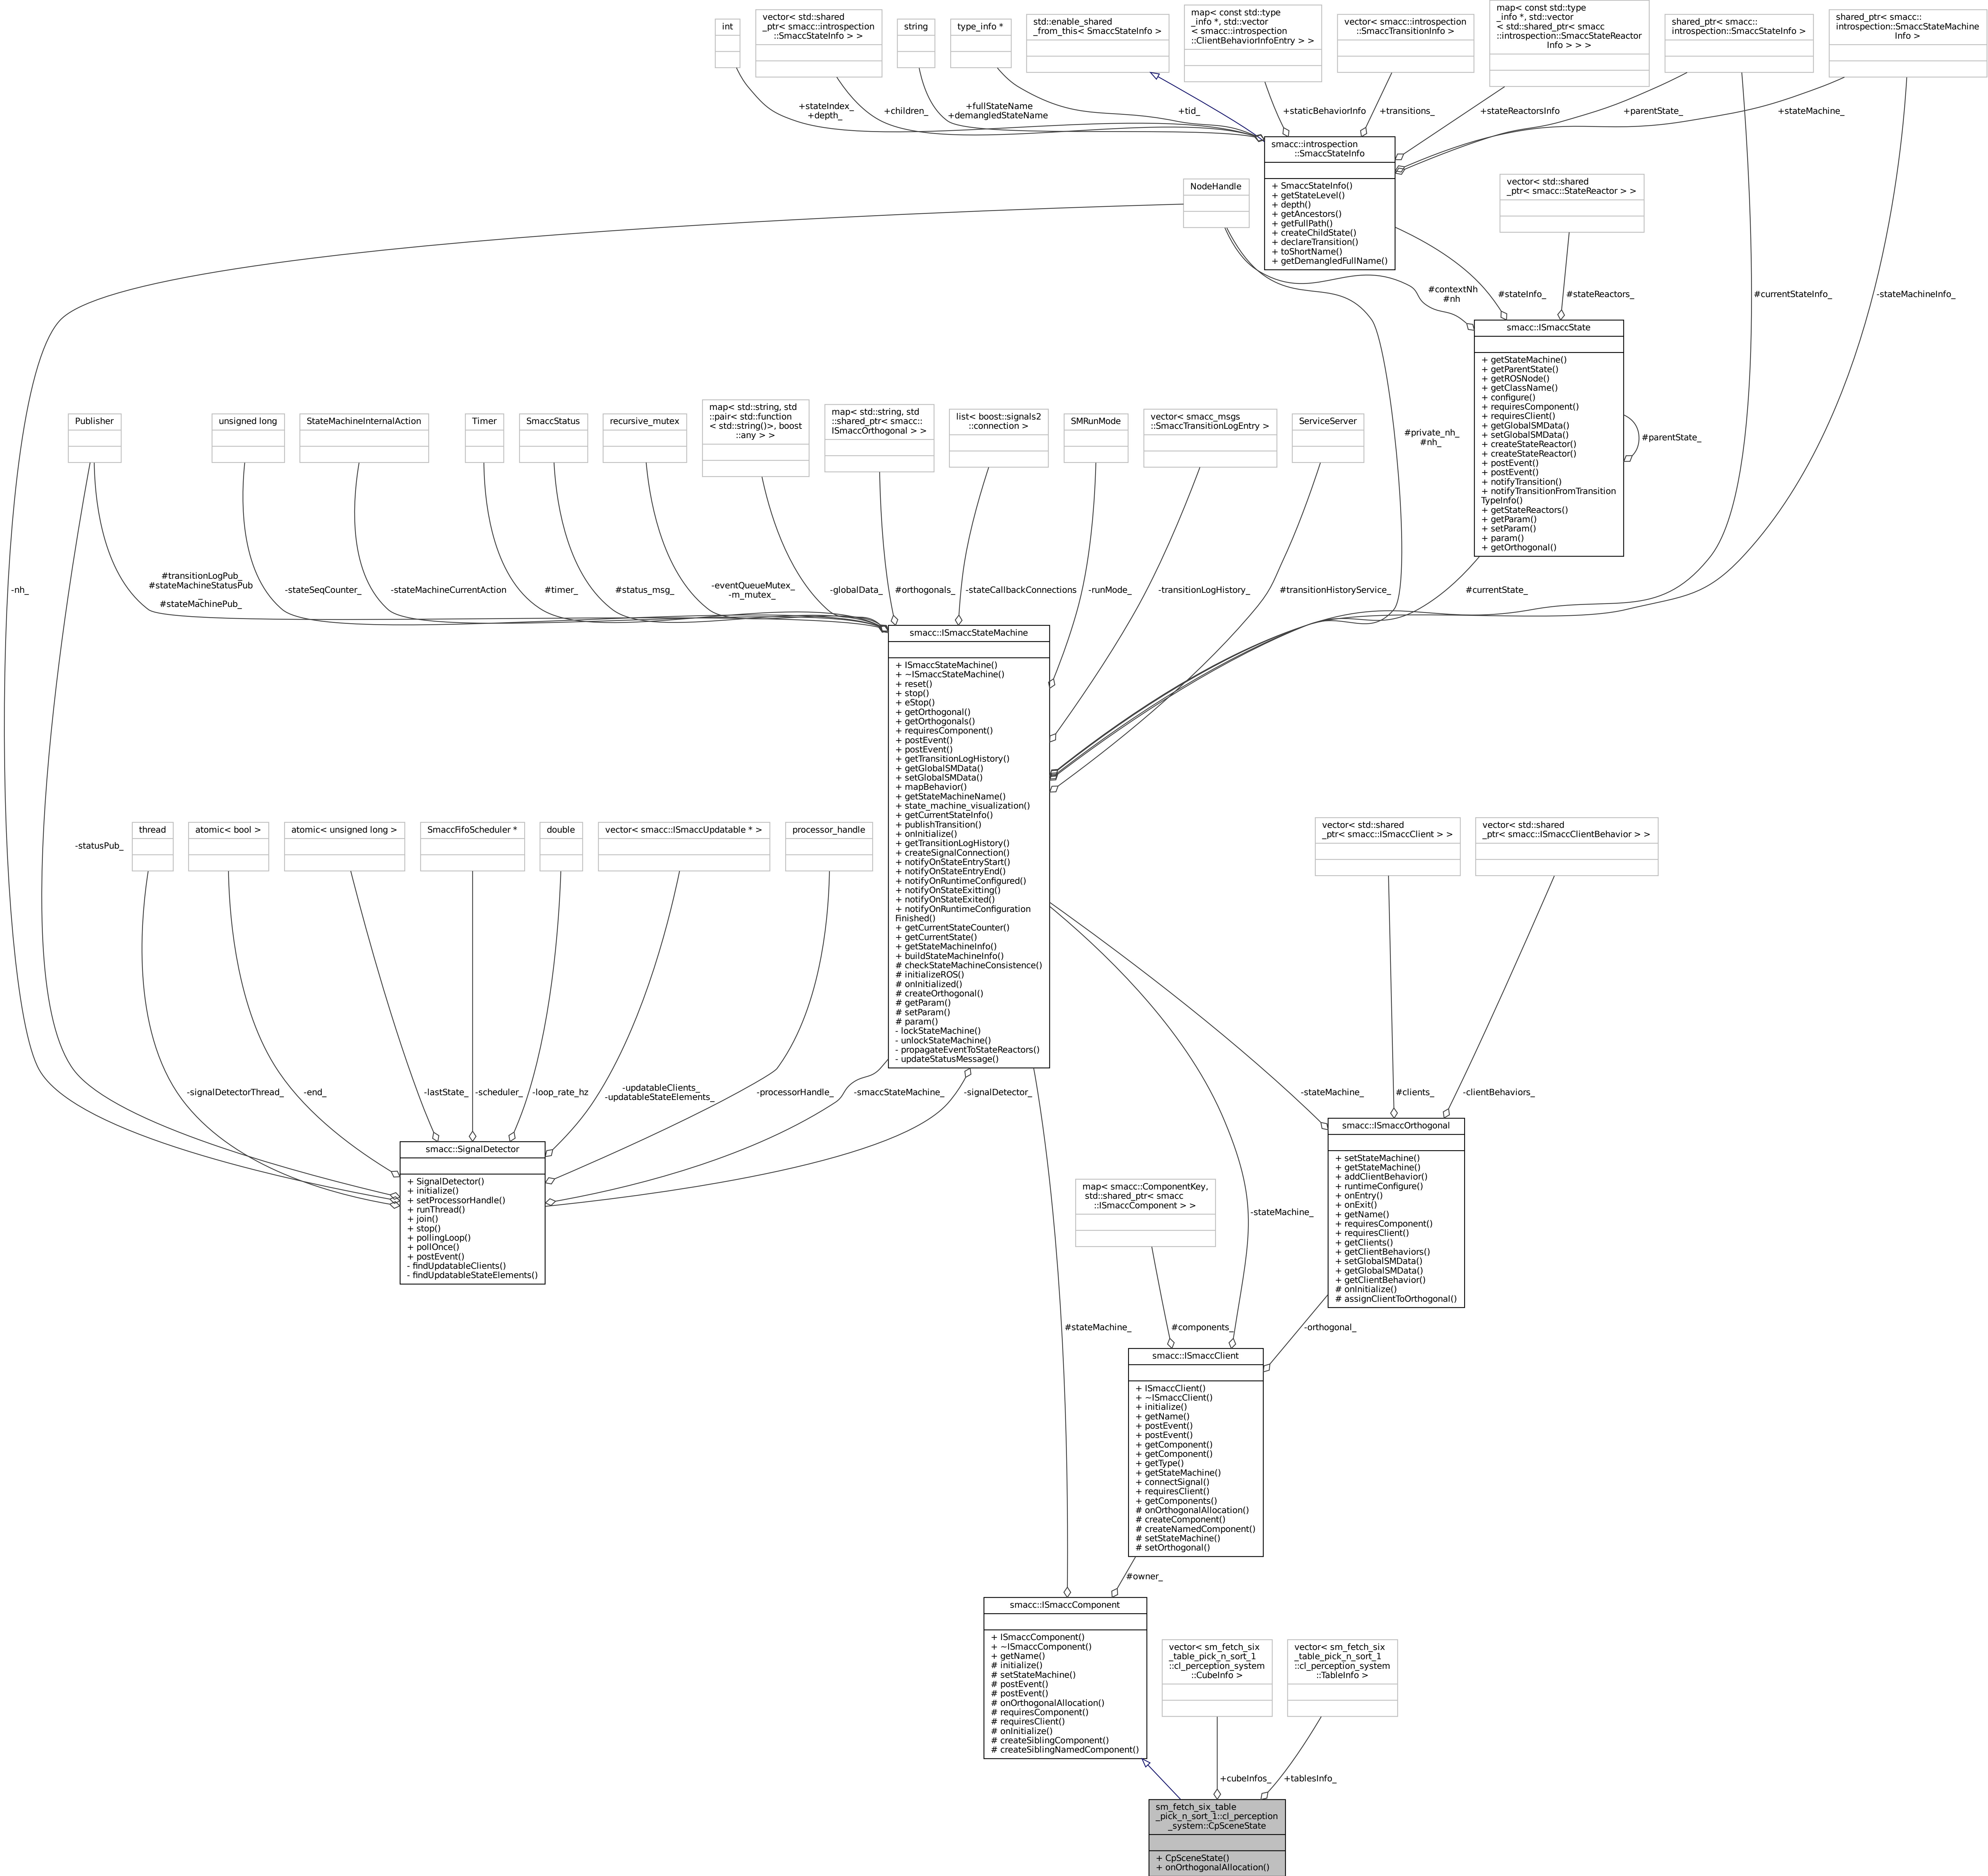 int
vector< std::shared
_ptr< smacc::introspection
::SmaccStateInfo > >
string
type_info *
std::enable_shared
_from_this< SmaccStateInfo >
map< const std::type
_info *, std::vector
< smacc::introspection
::ClientBehaviorInfoEntry > >
vector< smacc::introspection
::SmaccTransitionInfo >
map< const std::type
_info *, std::vector
< std::shared_ptr< smacc
::introspection::SmaccStateReactor
Info > > >
shared_ptr< smacc::
introspection::SmaccStateInfo >
shared_ptr< smacc::
introspection::SmaccStateMachine
Info >
+stateIndex_
+depth_
+children_
+fullStateName
+demangledStateName
+tid_
+staticBehaviorInfo
+transitions_
+stateReactorsInfo
+parentState_
+stateMachine_
smacc::introspection
::SmaccStateInfo
+ SmaccStateInfo()
+ getStateLevel()
+ depth()
+ getAncestors()
+ getFullPath()
+ createChildState()
+ declareTransition()
+ toShortName()
+ getDemangledFullName()
NodeHandle
vector< std::shared
_ptr< smacc::StateReactor > >
#contextNh
#nh
#stateInfo_
#stateReactors_
#currentStateInfo_
-stateMachineInfo_
smacc::ISmaccState
+ getStateMachine()
+ getParentState()
+ getROSNode()
+ getClassName()
+ configure()
+ requiresComponent()
+ requiresClient()
+ getGlobalSMData()
+ setGlobalSMData()
+ createStateReactor()
+ createStateReactor()
+ postEvent()
+ postEvent()
+ notifyTransition()
+ notifyTransitionFromTransition
TypeInfo()
+ getStateReactors()
+ getParam()
+ setParam()
+ param()
+ getOrthogonal()
#parentState_
Publisher
unsigned long
StateMachineInternalAction
Timer
SmaccStatus
recursive_mutex
map< std::string, std
::pair< std::function
< std::string()>, boost
::any > >
map< std::string, std
::shared_ptr< smacc::
ISmaccOrthogonal > >
list< boost::signals2
::connection >
SMRunMode
vector< smacc_msgs
::SmaccTransitionLogEntry >
ServiceServer
#private_nh_
#nh_
-nh_
#transitionLogPub_
#stateMachineStatusPub
_
#stateMachinePub_
-stateSeqCounter_
-stateMachineCurrentAction
#timer_
#status_msg_
-eventQueueMutex_
-m_mutex_
-globalData_
#orthogonals_
-stateCallbackConnections
-runMode_
-transitionLogHistory_
#transitionHistoryService_
#currentState_
smacc::ISmaccStateMachine
+ ISmaccStateMachine()
+ ~ISmaccStateMachine()
+ reset()
+ stop()
+ eStop()
+ getOrthogonal()
+ getOrthogonals()
+ requiresComponent()
+ postEvent()
+ postEvent()
+ getTransitionLogHistory()
+ getGlobalSMData()
+ setGlobalSMData()
+ mapBehavior()
+ getStateMachineName()
+ state_machine_visualization()
+ getCurrentStateInfo()
+ publishTransition()
+ onInitialize()
+ getTransitionLogHistory()
+ createSignalConnection()
+ notifyOnStateEntryStart()
+ notifyOnStateEntryEnd()
+ notifyOnRuntimeConfigured()
+ notifyOnStateExitting()
+ notifyOnStateExited()
+ notifyOnRuntimeConfiguration
Finished()
+ getCurrentStateCounter()
+ getCurrentState()
+ getStateMachineInfo()
+ buildStateMachineInfo()
# checkStateMachineConsistence()
# initializeROS()
# onInitialized()
# createOrthogonal()
# getParam()
# setParam()
# param()
- lockStateMachine()
- unlockStateMachine()
- propagateEventToStateReactors()
- updateStatusMessage()
-statusPub_
thread
atomic< bool >
atomic< unsigned long >
SmaccFifoScheduler *
double
vector< smacc::ISmaccUpdatable * >
processor_handle
vector< std::shared
_ptr< smacc::ISmaccClient > >
vector< std::shared
_ptr< smacc::ISmaccClientBehavior > >
-signalDetectorThread_
-end_
-lastState_
-scheduler_
-loop_rate_hz
-updatableClients_
-updatableStateElements_
-processorHandle_
-smaccStateMachine_
-signalDetector_
-stateMachine_
#clients_
-clientBehaviors_
smacc::SignalDetector
+ SignalDetector()
+ initialize()
+ setProcessorHandle()
+ runThread()
+ join()
+ stop()
+ pollingLoop()
+ pollOnce()
+ postEvent()
- findUpdatableClients()
- findUpdatableStateElements()
smacc::ISmaccOrthogonal
+ setStateMachine()
+ getStateMachine()
+ addClientBehavior()
+ runtimeConfigure()
+ onEntry()
+ onExit()
+ getName()
+ requiresComponent()
+ requiresClient()
+ getClients()
+ getClientBehaviors()
+ setGlobalSMData()
+ getGlobalSMData()
+ getClientBehavior()
# onInitialize()
# assignClientToOrthogonal()
map< smacc::ComponentKey,
std::shared_ptr< smacc
::ISmaccComponent > >
-stateMachine_
#stateMachine_
#components_
-orthogonal_
smacc::ISmaccClient
+ ISmaccClient()
+ ~ISmaccClient()
+ initialize()
+ getName()
+ postEvent()
+ postEvent()
+ getComponent()
+ getComponent()
+ getType()
+ getStateMachine()
+ connectSignal()
+ requiresClient()
+ getComponents()
# onOrthogonalAllocation()
# createComponent()
# createNamedComponent()
# setStateMachine()
# setOrthogonal()
#owner_
smacc::ISmaccComponent
+ ISmaccComponent()
+ ~ISmaccComponent()
+ getName()
# initialize()
# setStateMachine()
# postEvent()
# postEvent()
# onOrthogonalAllocation()
# requiresComponent()
# requiresClient()
# onInitialize()
# createSiblingComponent()
# createSiblingNamedComponent()
vector< sm_fetch_six
_table_pick_n_sort_1
::cl_perception_system
::CubeInfo >
vector< sm_fetch_six
_table_pick_n_sort_1
::cl_perception_system
::TableInfo >
+cubeInfos_
+tablesInfo_
sm_fetch_six_table
_pick_n_sort_1::cl_perception
_system::CpSceneState
+ CpSceneState()
+ onOrthogonalAllocation()